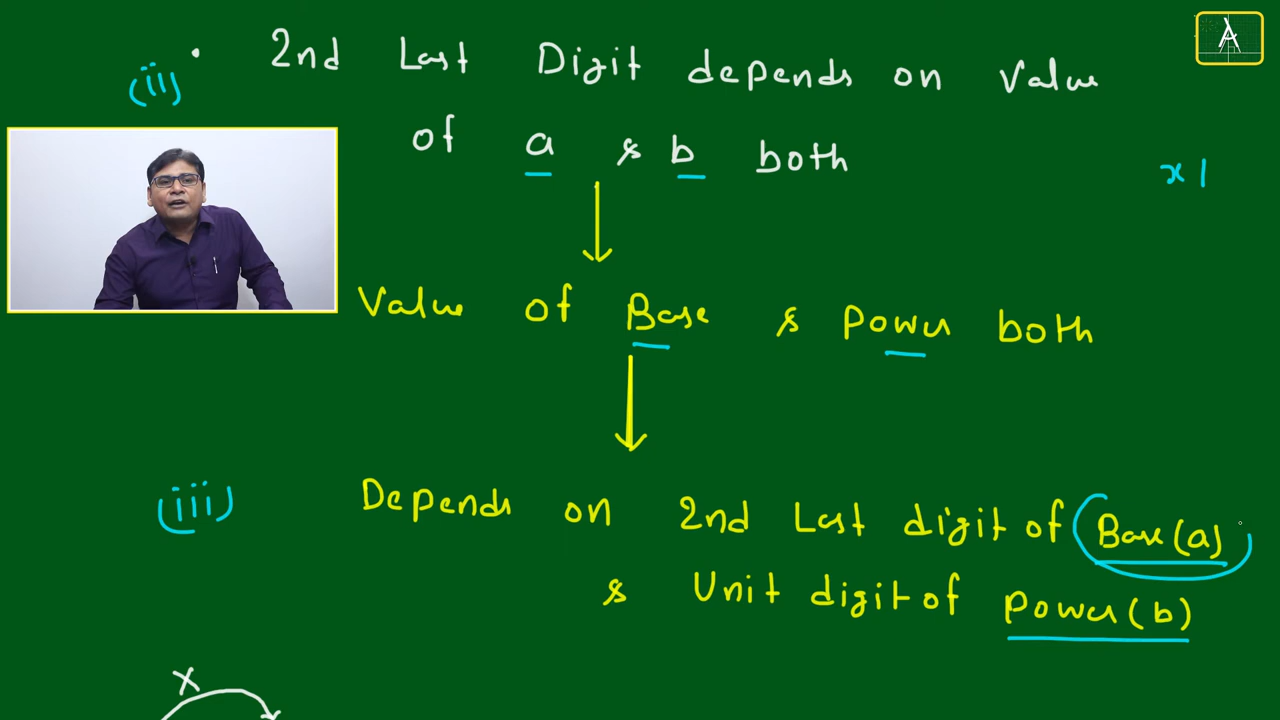 (ii) • 2nd Last Digit depends on Value
of a & b both
x1
Value of Base & Power both
(iii) Depends on 2nd Last digit of Base(a)
& Unit digit of Power(b)
X
A